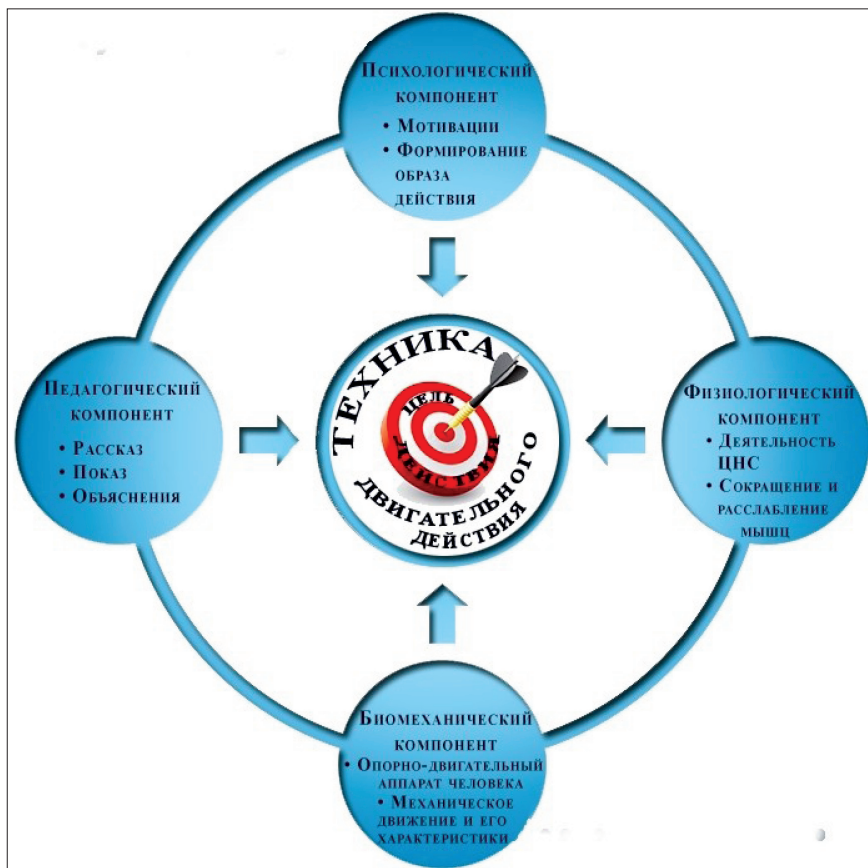 Психологический
компонент
• Мотивации
• Формирование
образа
действия
Педагогический
компонент
• Рассказ
• Показ
• Объяснения
ТЕХНИКА
ЦЕЛЬ
ДЕЙСТВИЯ
ДВИГАТЕЛЬНОГО
ДЕЙСТВИЯ
Физиологический
компонент
• Деятельность
ЦНС
• Сокращение и
расслабление
мышц
Биомеханический
компонент
• Опорно-двигательный
аппарат человека
• Механическое
движение и его
характеристики